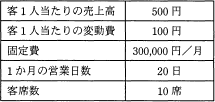 客1人当たりの売上高 500円
客1人当たりの変動費 100円
固定費 300,000円/月
1か月の営業日数 20日
客席数 10席